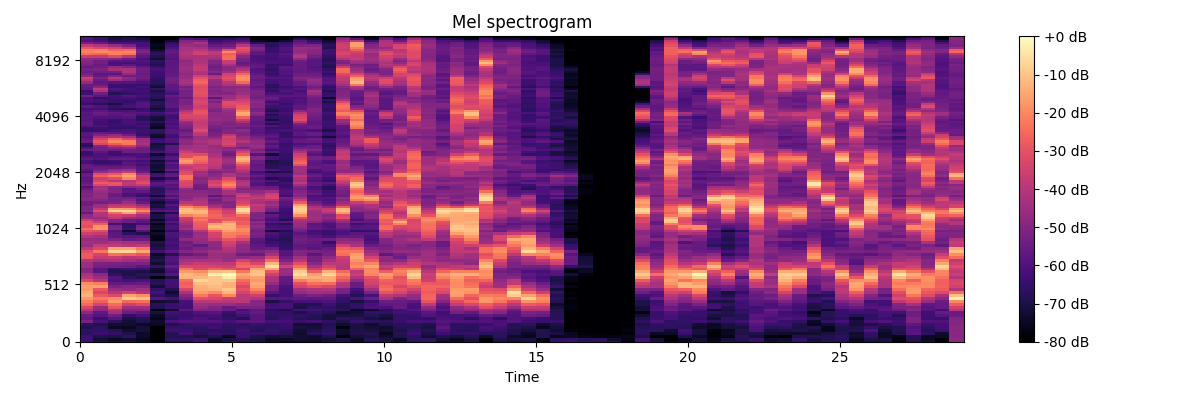 Mel spectrogram
+0 dB
8192
-10 dB
-20 dB
4096
-30 dB
Hz
2048
-40 dB
1024
-50 dB
-60 dB
512
-70 dB
0
-80 dB
0 5 10 15 20 25
Time